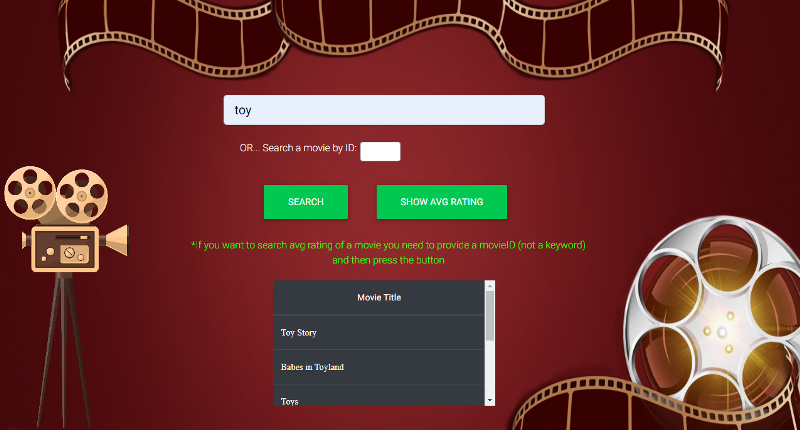 toy
OR... Search a movie by ID:
SEARCH
SHOW AVG RATING
*If you want to search avg rating of a movie you need to provide a movieID (not a keyword)
and then press the button
Movie Title
Toy Story
Babes in Toyland
Toys